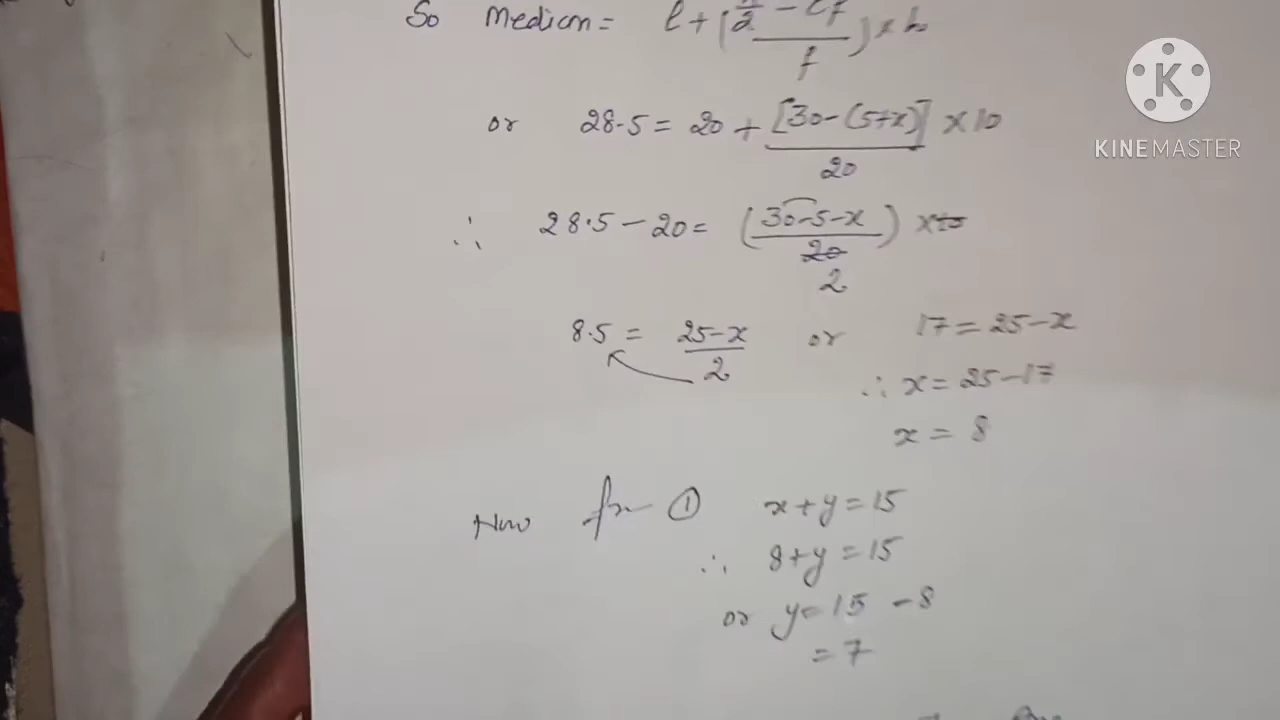 So Median = l + (n/2 - cf / f) × h
or 28.5 = 20 + [30-(5+x)] / 20 × 10
∴ 28.5 - 20 = (30-5-x / 20) × 10
2
8.5 = 25-x / 2 or 17 = 25-x
∴ x = 25-17
x = 8
Now from ① x+y = 15
∴ 8+y = 15
or y = 15 - 8
= 7
K
KINEMASTER